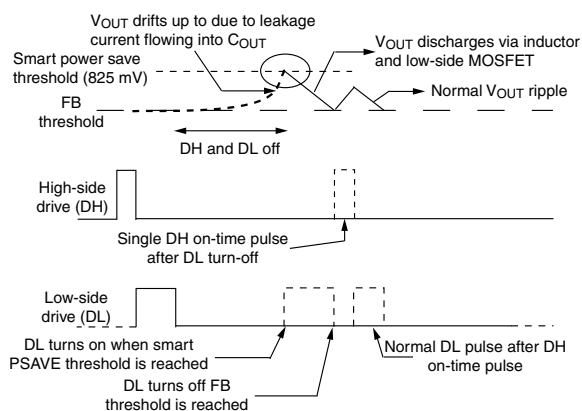 VOUT drifts up to due to leakage
current flowing into COUT
Smart power save
threshold (825 mV)
VOUT discharges via inductor
and low-side MOSFET
FB
threshold
Normal VOUT ripple
DH and DL off
High-side
drive (DH)
Single DH on-time pulse
after DL turn-off
Low-side
drive (DL)
DL turns on when smart
PSAVE threshold is reached
Normal DL pulse after DH
on-time pulse
DL turns off FB
threshold is reached